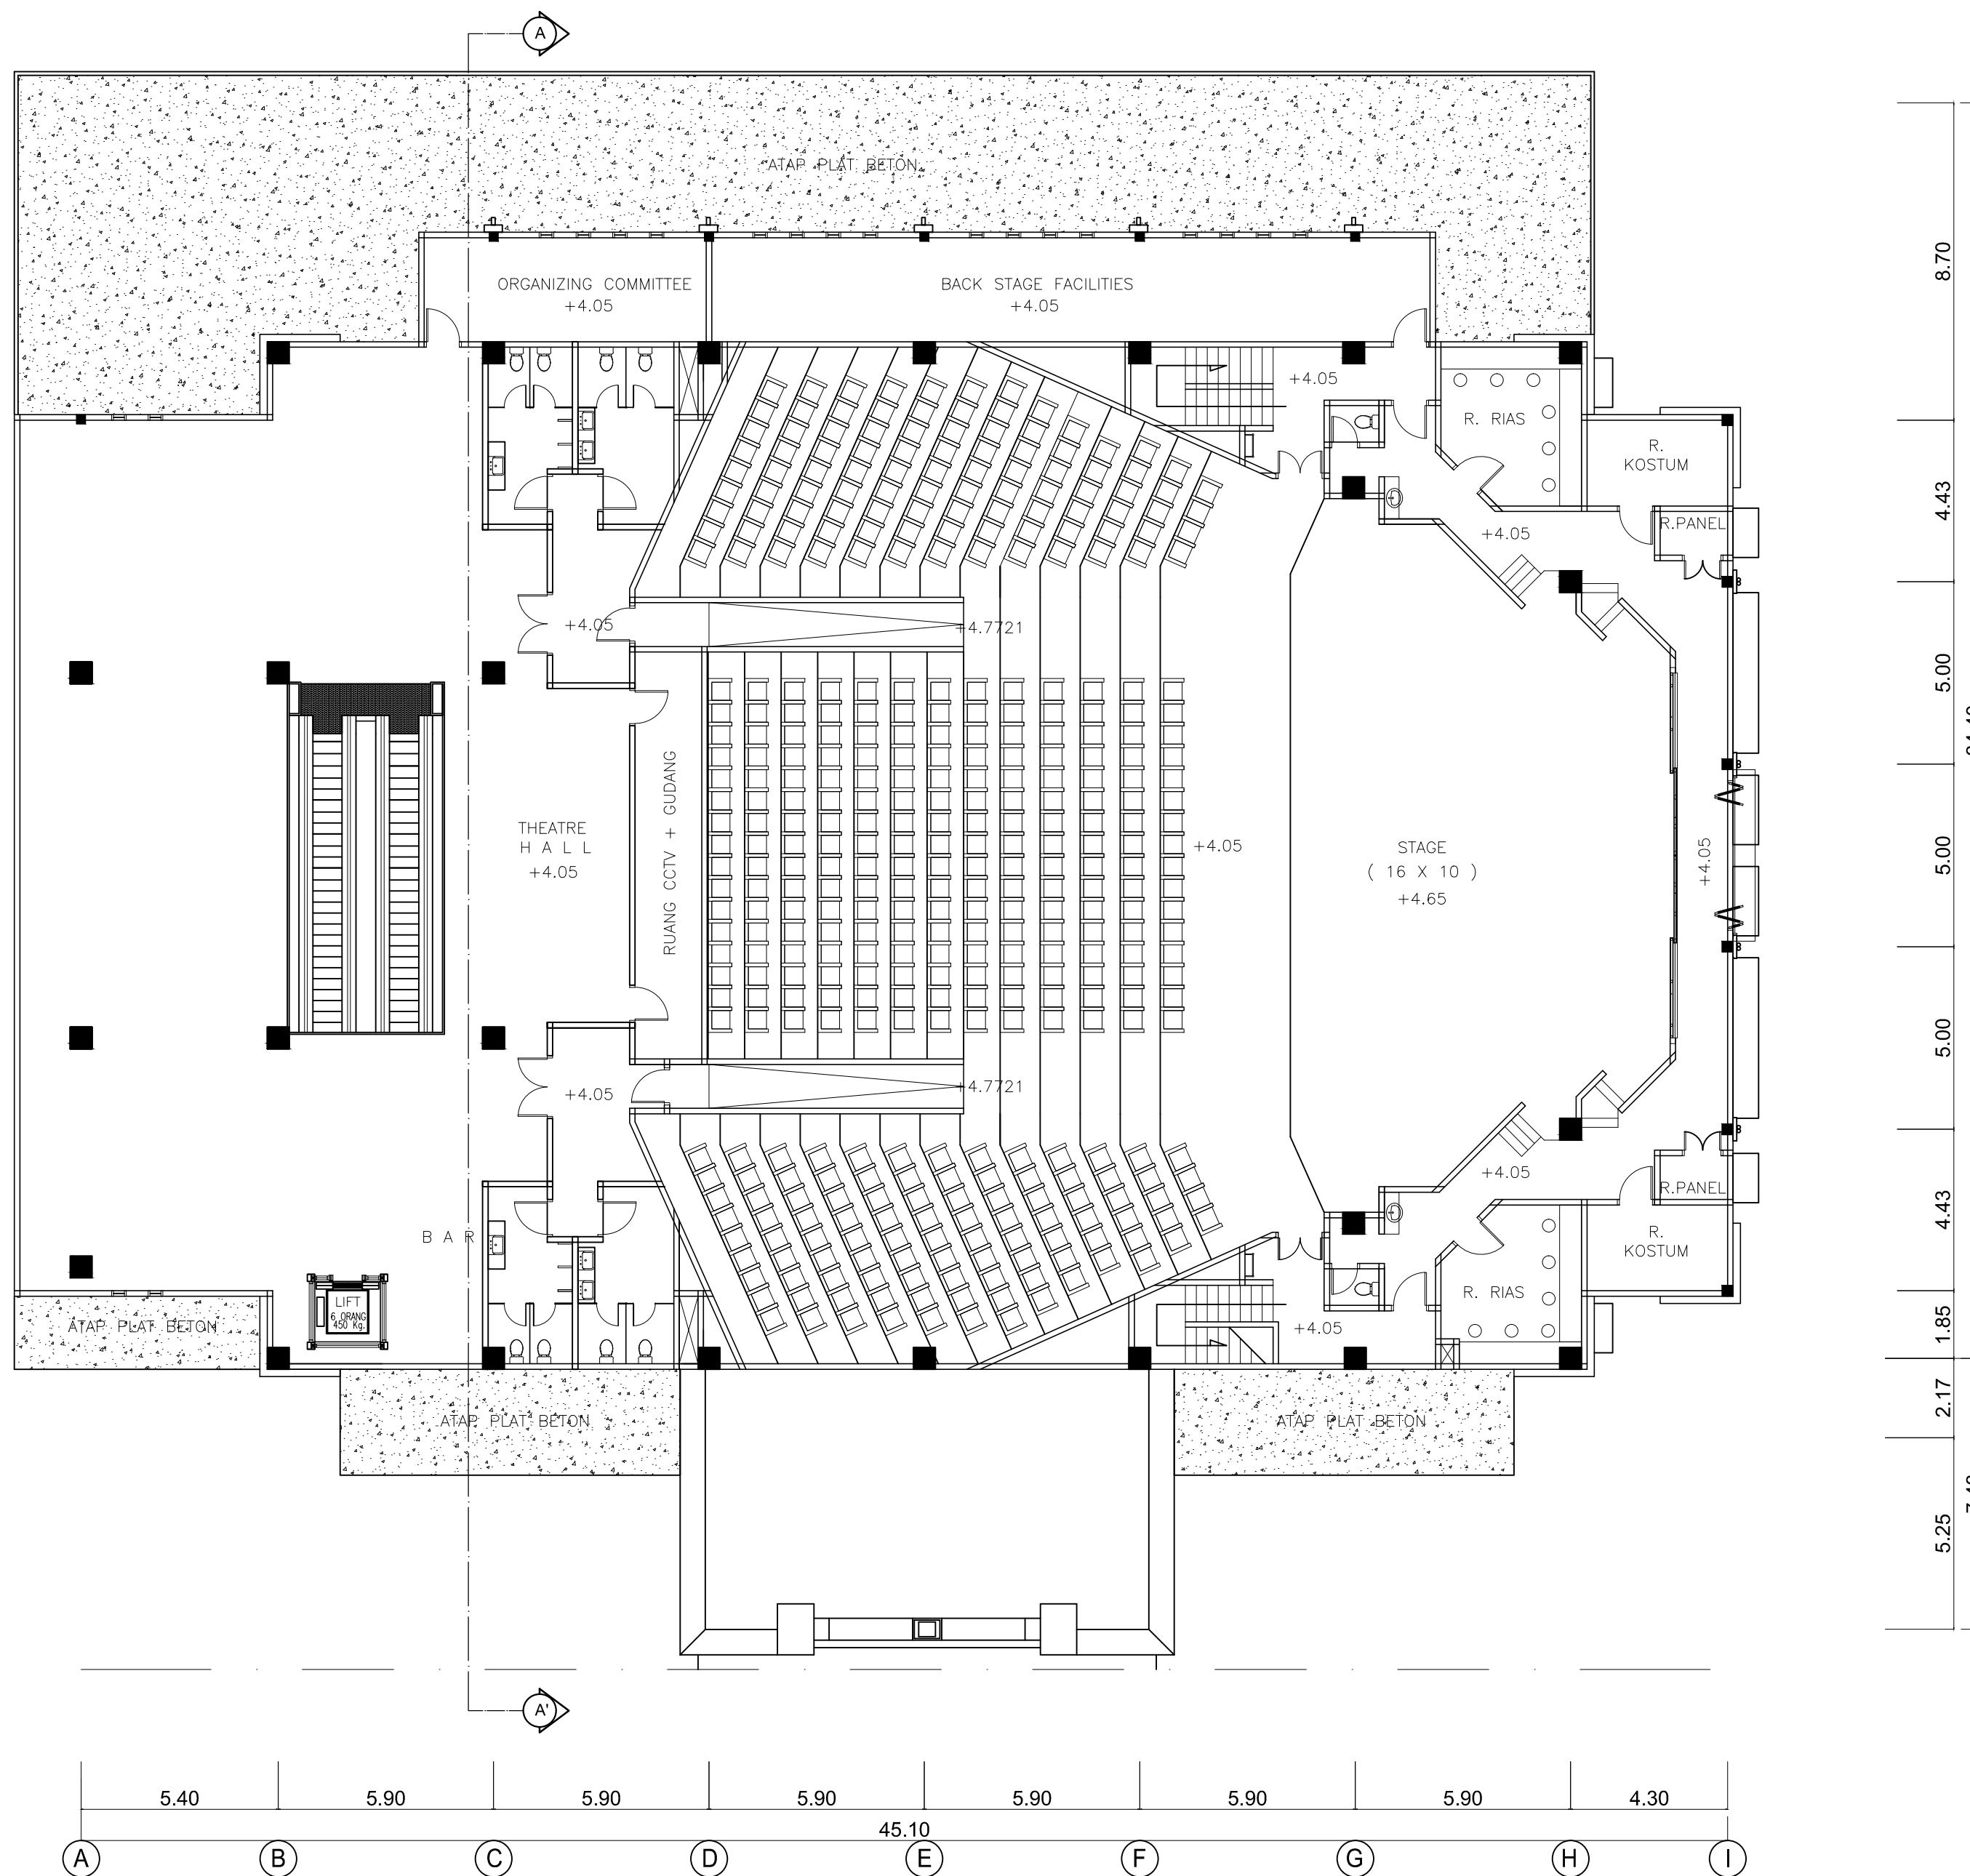 A
ATAP PLAT BETON
8.70
ORGANIZING COMMITTEE
+4.05
BACK STAGE FACILITIES
+4.05
+4.05
R. RIAS
R.
KOSTUM
4.43
R.PANEL
+4.05
+4.05
+4.7721
5.00
RUANG CCTV + GUDANG
THEATRE
H A L L
+4.05
+4.05
STAGE
( 16 X 10 )
+4.65
+4.05
5.00
5.00
+4.05
+4.7721
+4.05
R.PANEL
4.43
B A R
R.
KOSTUM
LIFT
6 ORANG
450 Kg.
R. RIAS
+4.05
ATAP PLAT BETON
1.85
2.17
ATAP PLAT BETON
ATAP PLAT BETON
5.25
A'
5.40 5.90 5.90 5.90 5.90 5.90 5.90 4.30
45.10
A B C D E F G H I